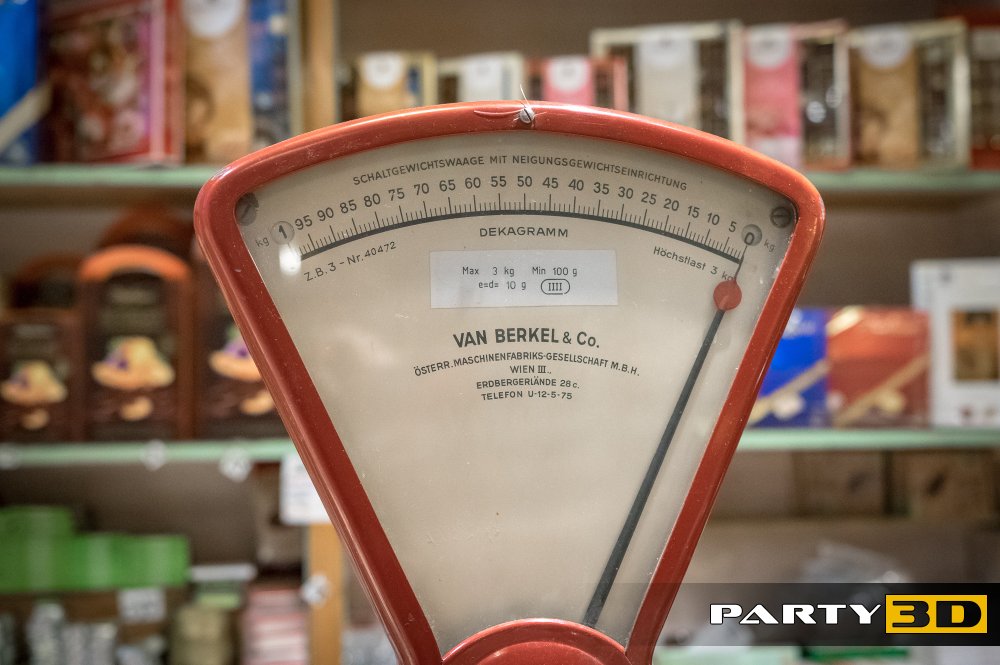 SCHALTGEWICHTSWAAGE MIT NEIGUNGSGEWICHTSEINRICHTUNG
kg 1 95 90 85 80 75 70 65 60 55 50 45 40 35 30 25 20 15 10 5 0 kg
DEKAGRAMM
Z.B.3-Nr.40472
Höchstlast 3 kg
Max 3 kg Min 100 g
e=d= 10 g IIII
VAN BERKEL & Co.
ÖSTERR.MASCHINENFABRIKS-GESELLSCHAFT M.B.H.
WIEN III..
ERDBERGERLÄNDE 28 c.
TELEFON U-12-5-75
PARTY 3D